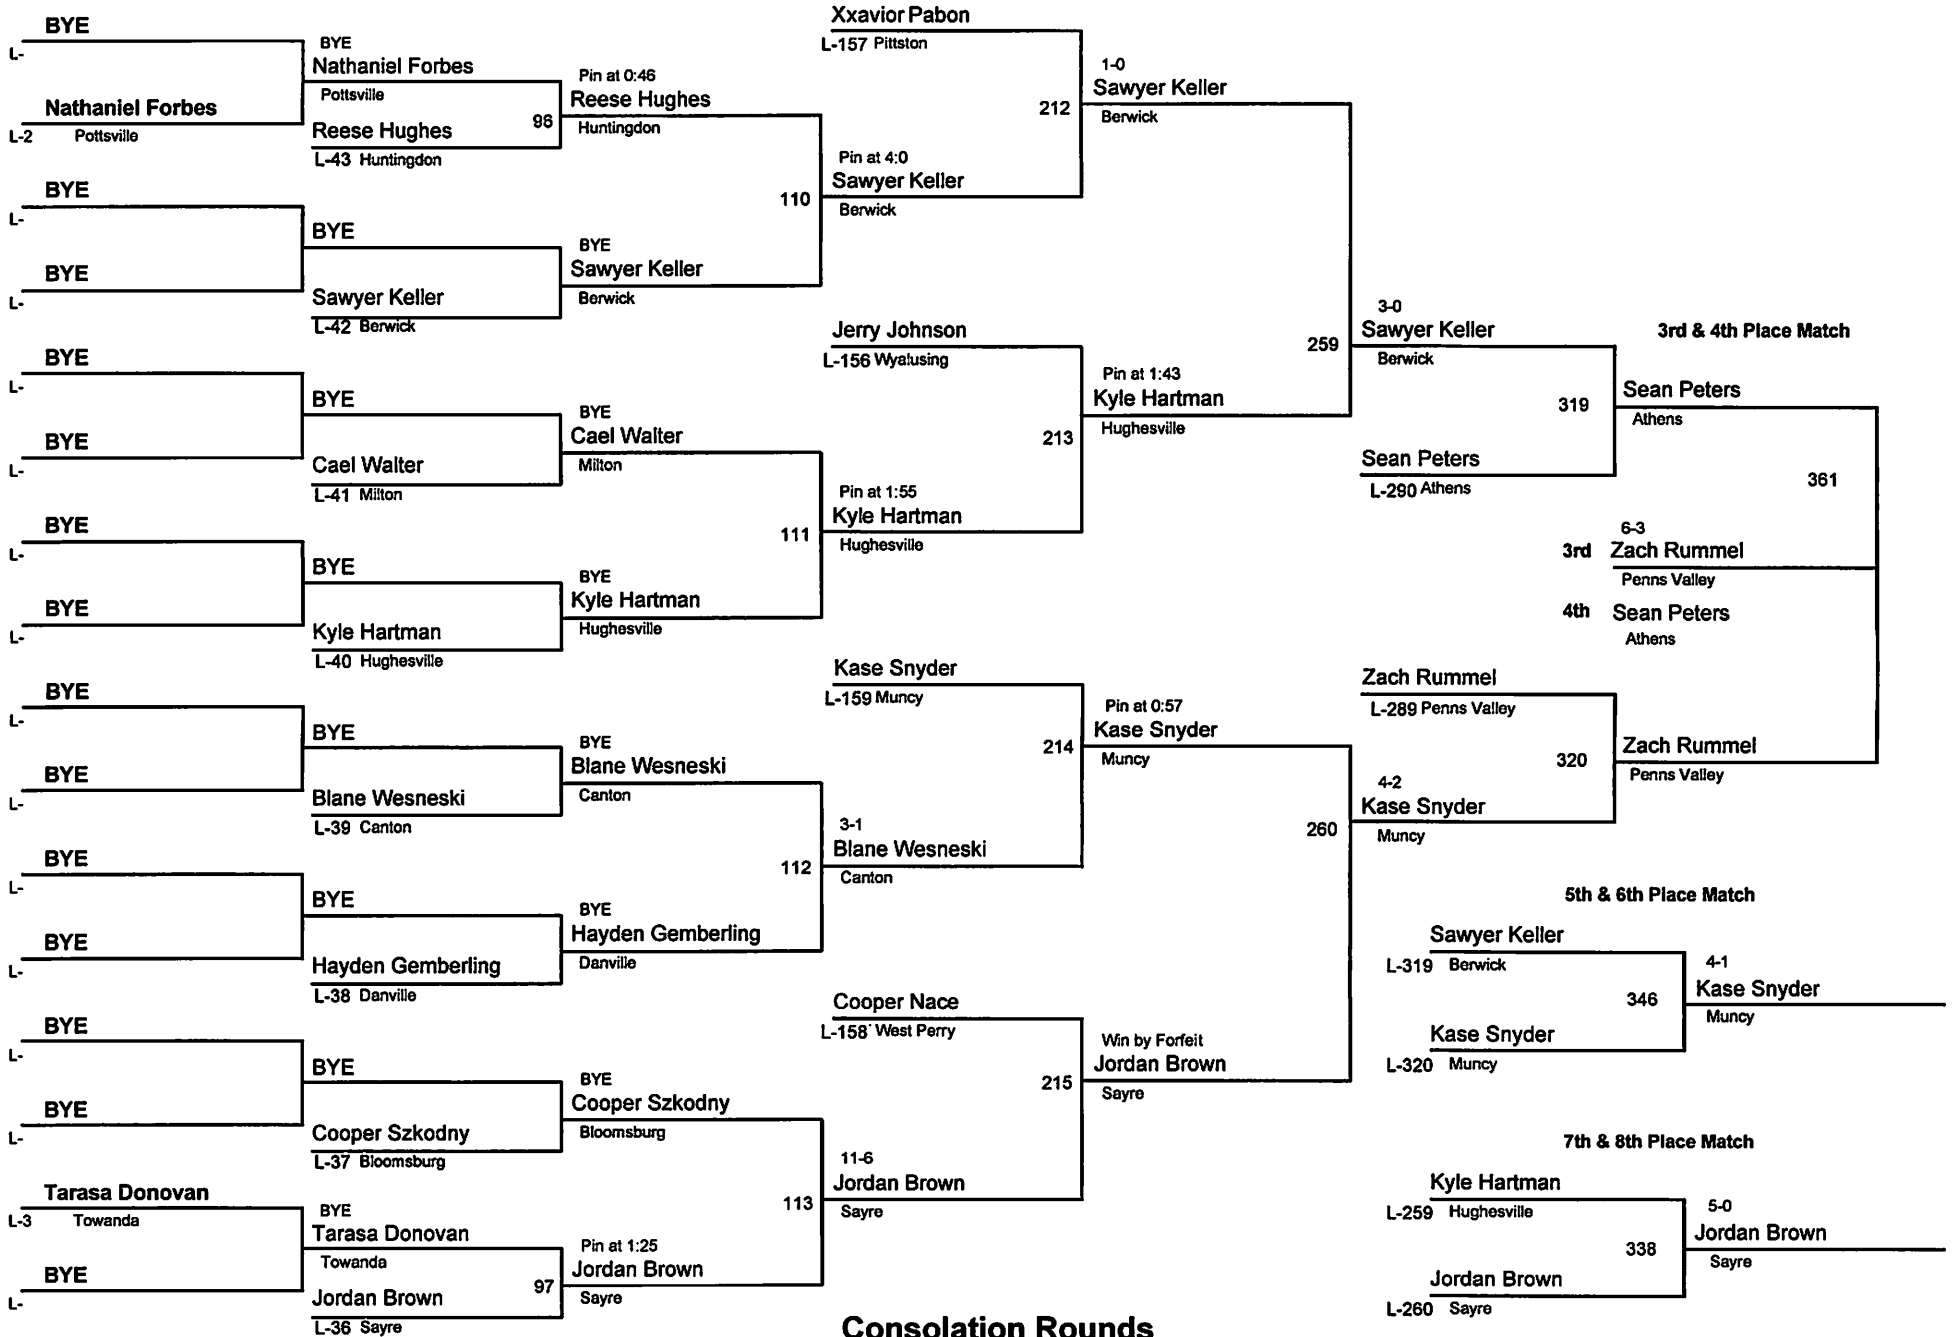 BYE
L-
Nathaniel Forbes
L-2 Pottsville
BYE
L-
BYE
L-
BYE
L-
BYE
L-
BYE
L-
BYE
L-
BYE
L-
BYE
L-
BYE
L-
BYE
L-
BYE
L-
BYE
L-
Tarasa Donovan
L-3 Towanda
BYE
L-
BYE
Nathaniel Forbes
Pottsville
96
Reese Hughes
L-43 Huntingdon
BYE
Sawyer Keller
L-42 Berwick
BYE
Cael Walter
L-41 Milton
BYE
Kyle Hartman
L-40 Hughesville
BYE
Blane Wesneski
L-39 Canton
BYE
Hayden Gemberling
L-38 Danville
BYE
Cooper Szkodny
L-37 Bloomsburg
BYE
Tarasa Donovan
Towanda
97
Jordan Brown
L-36 Sayre
Pin at 0:46
Reese Hughes
Huntingdon
110
BYE
Sawyer Keller
Berwick
BYE
Cael Walter
Milton
111
BYE
Kyle Hartman
Hughesville
BYE
Blane Wesneski
Canton
112
BYE
Hayden Gemberling
Danville
BYE
Cooper Szkodny
Bloomsburg
113
Pin at 1:25
Jordan Brown
Sayre
Xxavior Pabon
L-157 Pittston
212
Pin at 4:0
Sawyer Keller
Berwick
Jerry Johnson
L-156 Wyalusing
213
Pin at 1:55
Kyle Hartman
Hughesville
Kase Snyder
L-159 Muncy
214
3-1
Blane Wesneski
Canton
Cooper Nace
L-158 West Perry
215
11-6
Jordan Brown
Sayre
1-0
Sawyer Keller
Berwick
259
Pin at 1:43
Kyle Hartman
Hughesville
Pin at 0:57
Kase Snyder
Muncy
260
Win by Forfeit
Jordan Brown
Sayre
3-0
Sawyer Keller
Berwick
319
Sean Peters
L-290 Athens
Zach Rummel
L-289 Penns Valley
320
4-2
Kase Snyder
Muncy
3rd & 4th Place Match
Sean Peters
Athens
361
6-3
3rd Zach Rummel
Penns Valley
4th Sean Peters
Athens
Zach Rummel
Penns Valley
5th & 6th Place Match
Sawyer Keller
L-319 Berwick
346
Kase Snyder
L-320 Muncy
4-1
Kase Snyder
Muncy
7th & 8th Place Match
Kyle Hartman
L-259 Hughesville
338
Jordan Brown
L-260 Sayre
5-0
Jordan Brown
Sayre
Consolation Rounds